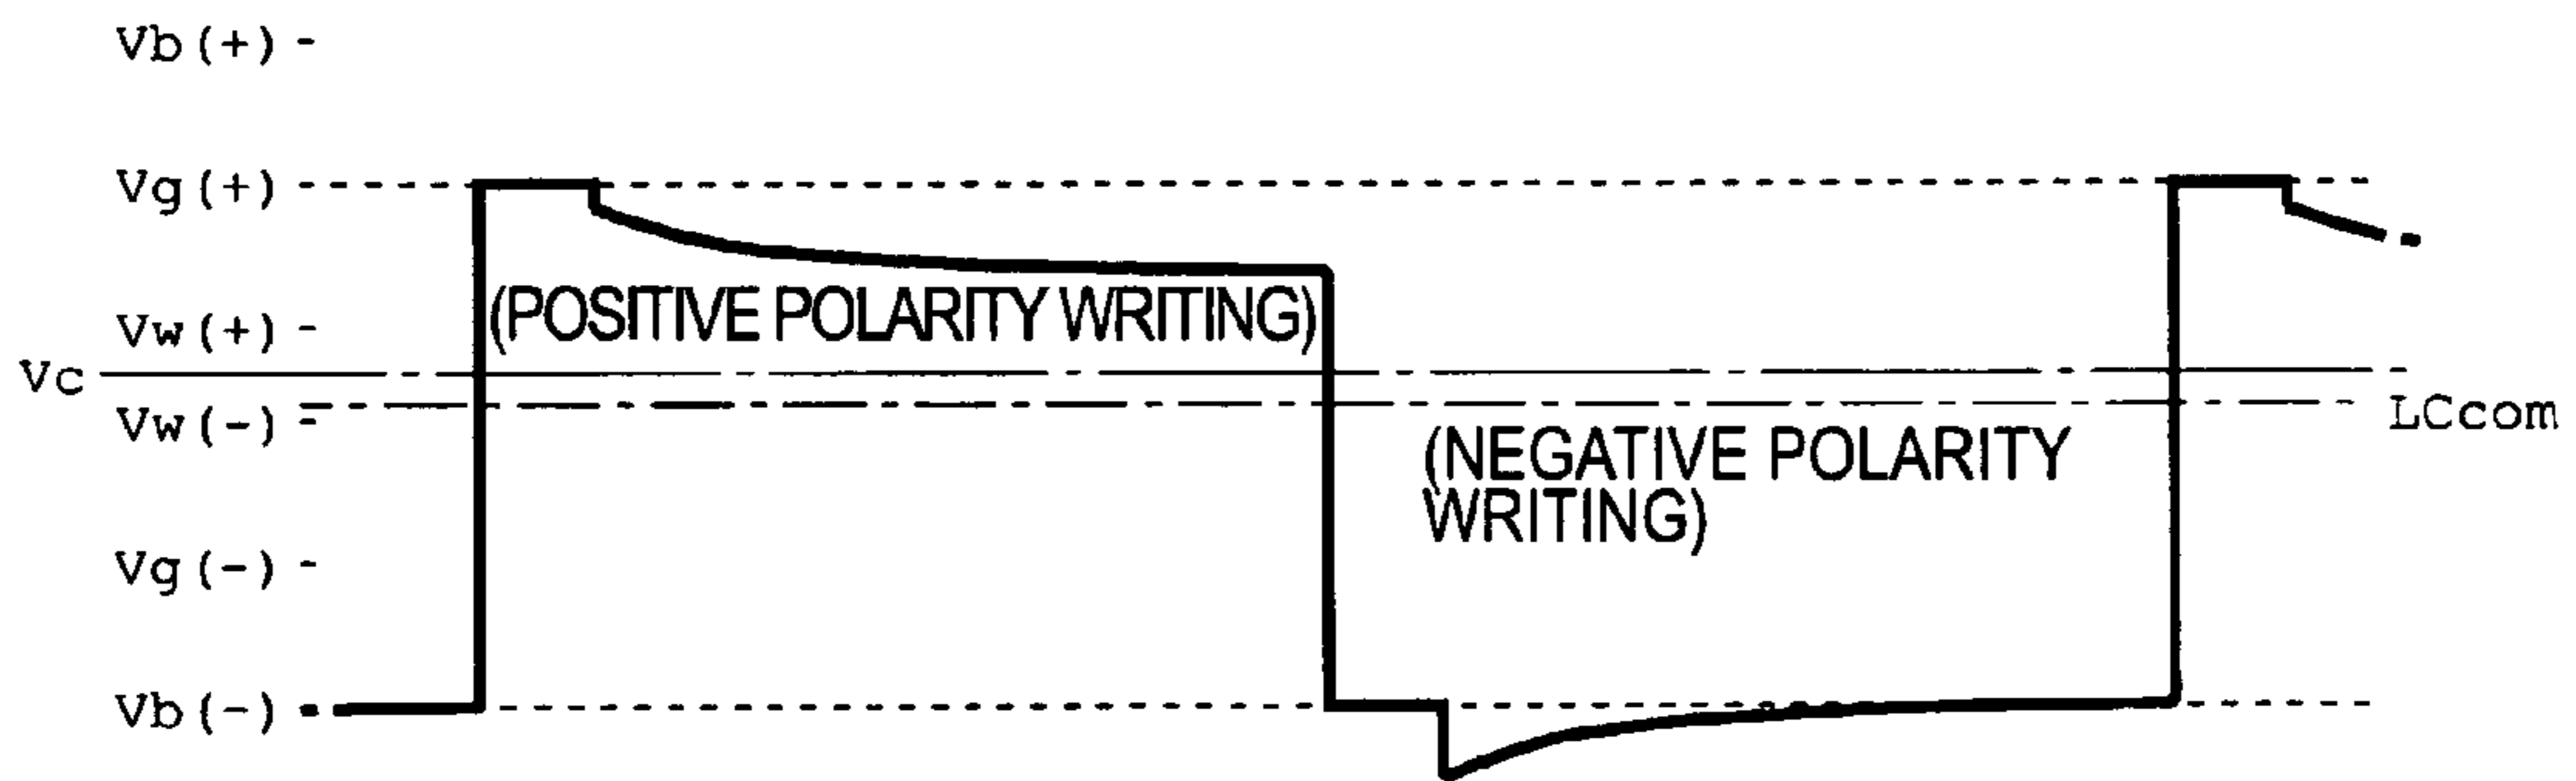 Vb(+)
Vg(+)
(POSITIVE POLARITY WRITING)
Vw(+)
Vc
Vw(-)
LCcom
(NEGATIVE POLARITY
WRITING)
Vg(-)
Vb(-)